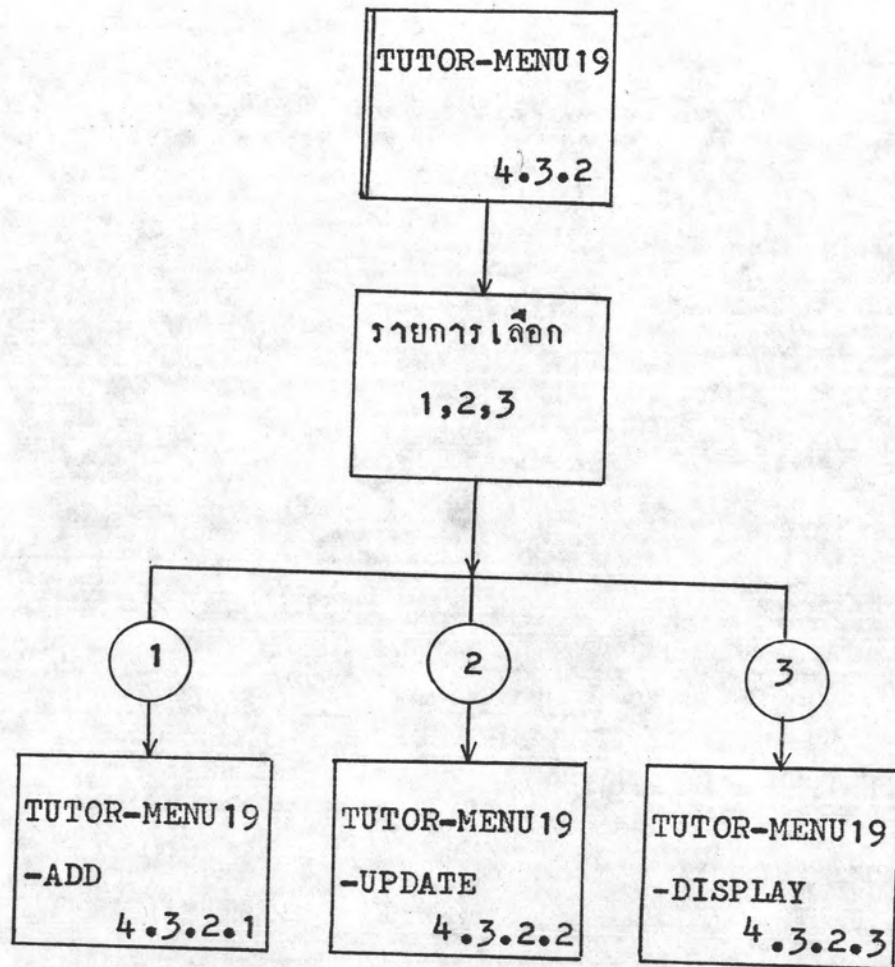 TUTOR-MENU19
4.3.2
รายการเลือก
1,2,3
1
2
3
TUTOR-MENU19
-ADD
4.3.2.1
TUTOR-MENU19
-UPDATE
4.3.2.2
TUTOR-MENU19
-DISPLAY
4.3.2.3